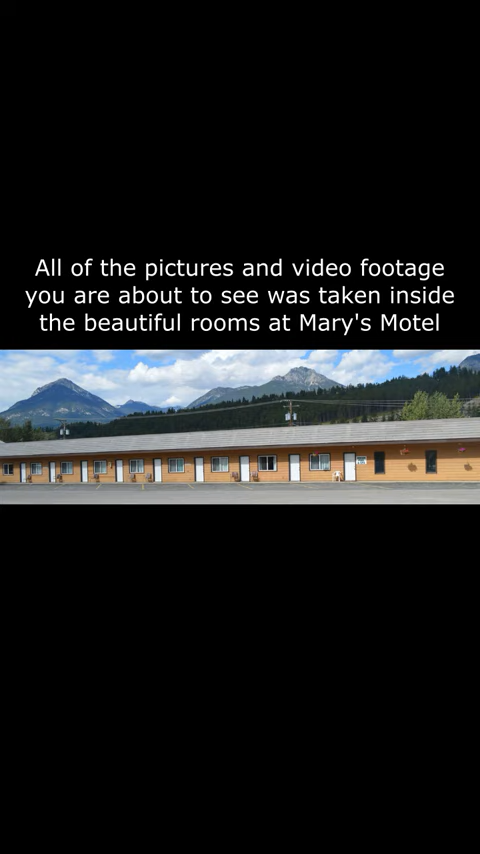 All of the pictures and video footage
you are about to see was taken inside
the beautiful rooms at Mary's Motel